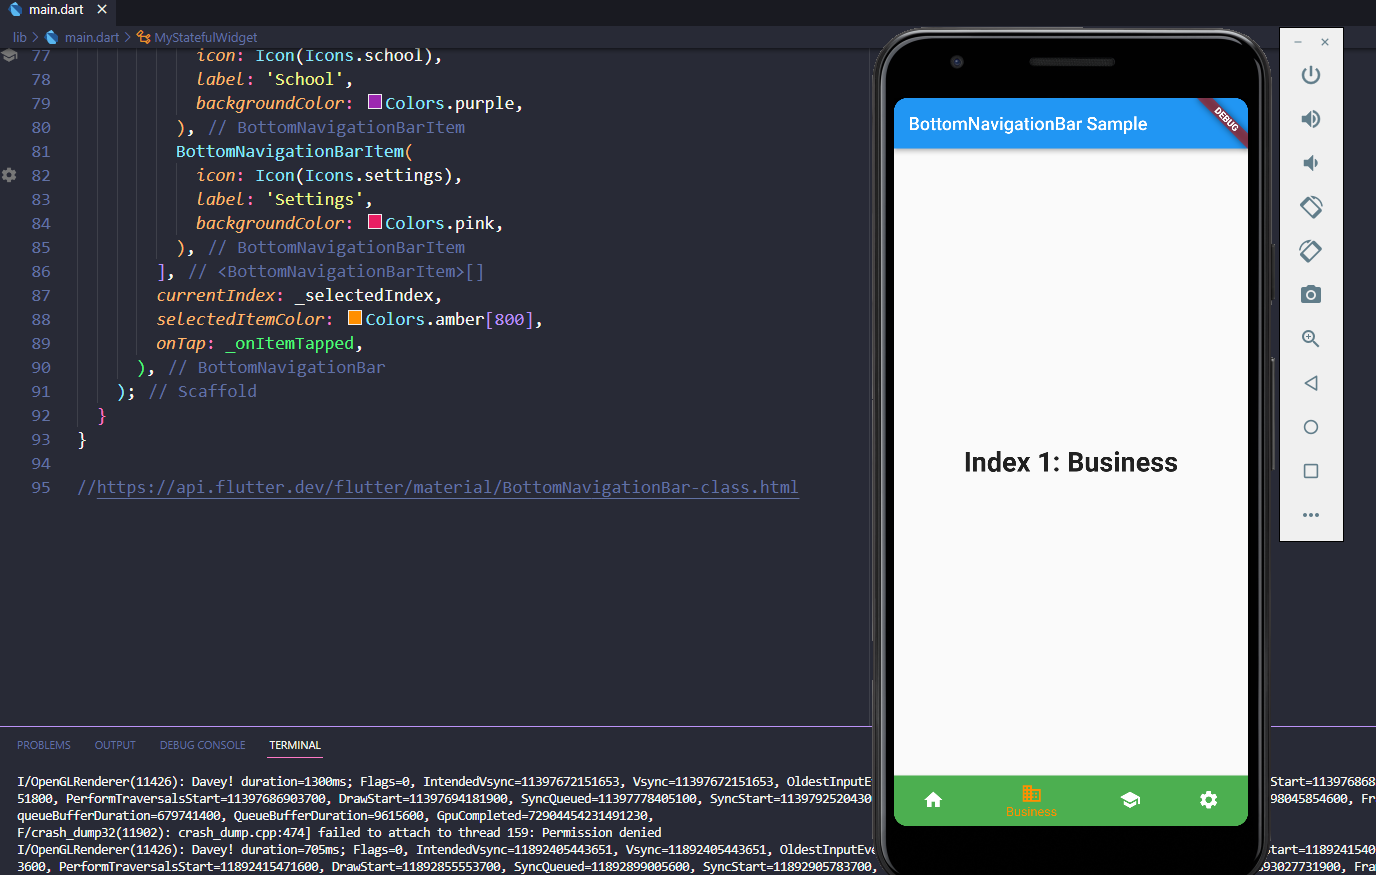 main.dart
lib > main.dart > MyStatefulWidget
77 icon: Icon(Icons.school),
78 label: 'School',
79 backgroundColor: Colors.purple,
80 ), // BottomNavigationBarItem
81 BottomNavigationBarItem(
82 icon: Icon(Icons.settings),
83 label: 'Settings',
84 backgroundColor: Colors.pink,
85 ), // BottomNavigationBarItem
86 ], // <BottomNavigationBarItem>[]
87 currentIndex: _selectedIndex,
88 selectedItemColor: Colors.amber[800],
89 onTap: _onItemTapped,
90 ), // BottomNavigationBar
91 ); // Scaffold
92 }
93 }
94
95 //https://api.flutter.dev/flutter/material/BottomNavigationBar-class.html
BottomNavigationBar Sample
DEBUG
Index 1: Business
Business
PROBLEMS OUTPUT DEBUG CONSOLE TERMINAL
I/OpenGLRenderer(11426): Davey! duration=1300ms; Flags=0, IntendedVsync=11397672151653, Vsync=11397672151653, OldestInputE Start=113976868
51800, PerformTraversalsStart=11397686903700, DrawStart=11397694181900, SyncQueued=11397778405100, SyncStart=1139792520430 98045854600, Fr
queueBufferDuration=679741400, QueueBufferDuration=9615600, GpuCompleted=72904454231491230,
F/crash_dump32(11902): crash_dump.cpp:474] failed to attach to thread 159: Permission denied
I/OpenGLRenderer(11426): Davey! duration=705ms; Flags=0, IntendedVsync=11892405443651, Vsync=11892405443651, OldestInputEve tart=1189241540
3600, PerformTraversalsStart=11892415471600, DrawStart=11892855553700, SyncQueued=11892899005600, SyncStart=11892905783700, 93027731900, Fra